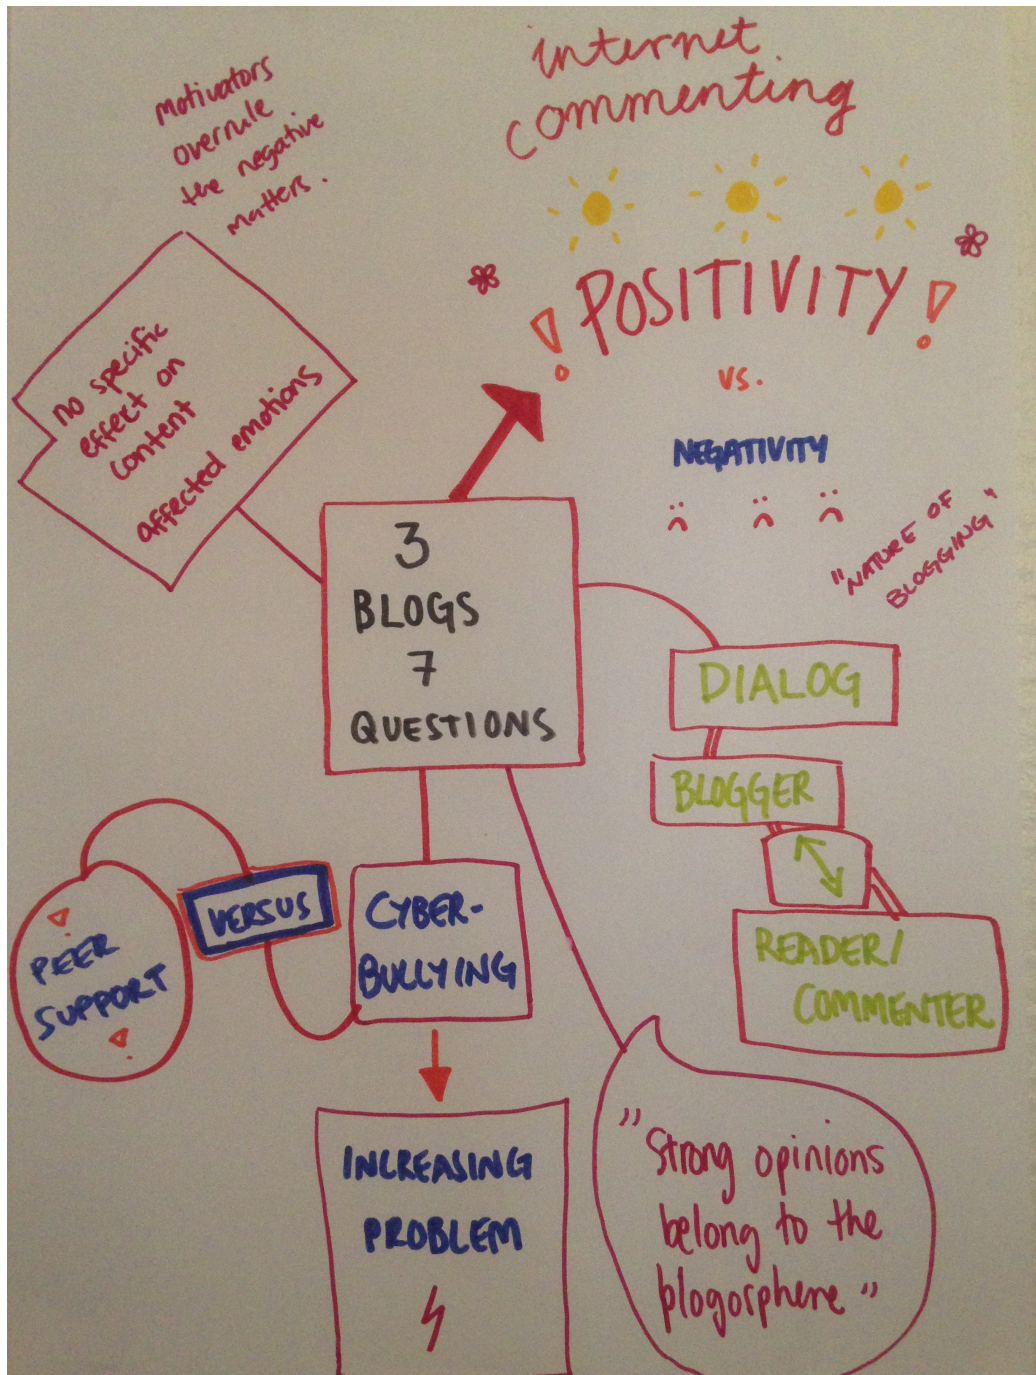 internet
commenting
motivators
overrule
the negative
matters.
! POSITIVITY !
vs.
NEGATIVITY
"NATURE OF
BLOGGING"
no specific
effect on
content
affected emotions
3
BLOGS
7
QUESTIONS
DIALOG
BLOGGER
READER/
COMMENTER
PEER
SUPPORT
VERSUS
CYBER-
BULLYING
INCREASING
PROBLEM
"Strong opinions
belong to the
blogosphere"